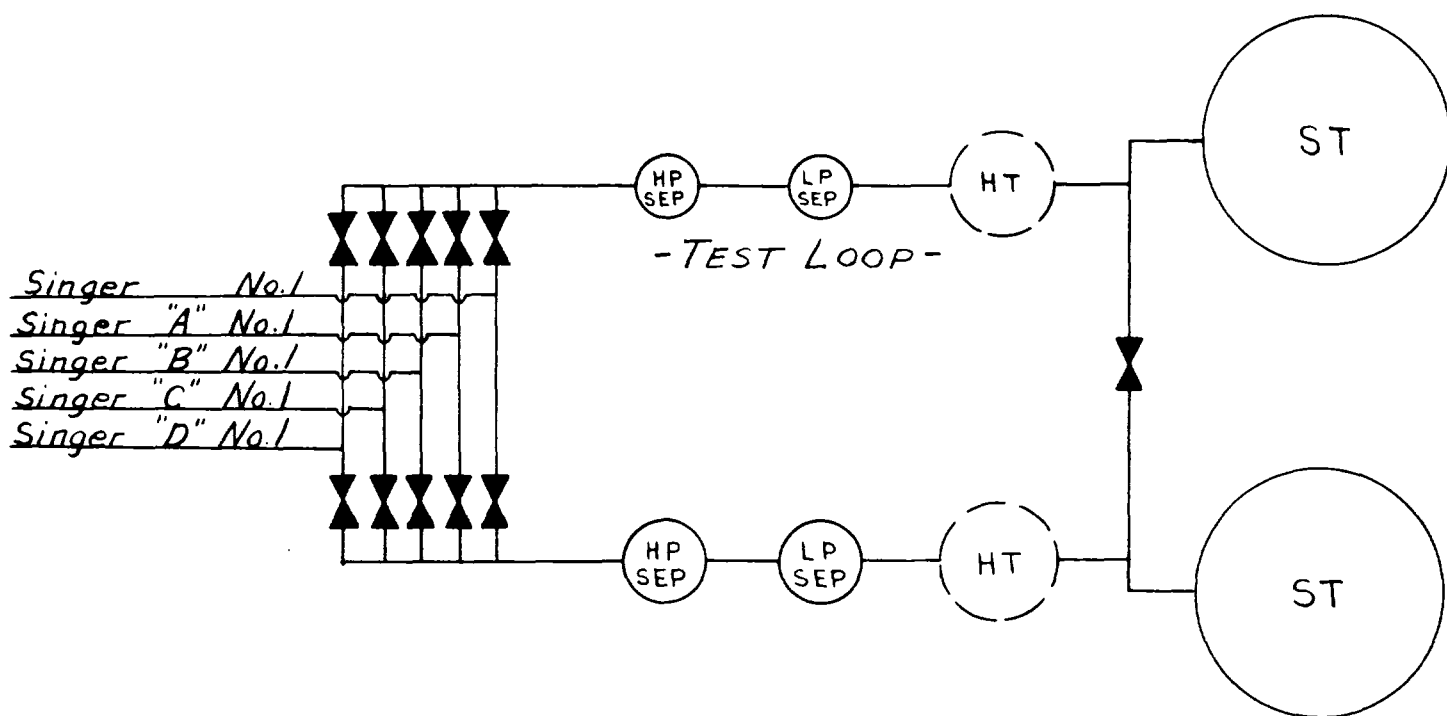 HP
SEP
LP
SEP
HT
ST
- TEST LOOP -
Singer No.1
Singer "A" No.1
Singer "B" No.1
Singer "C" No.1
Singer "D" No.1
HP
SEP
LP
SEP
HT
ST